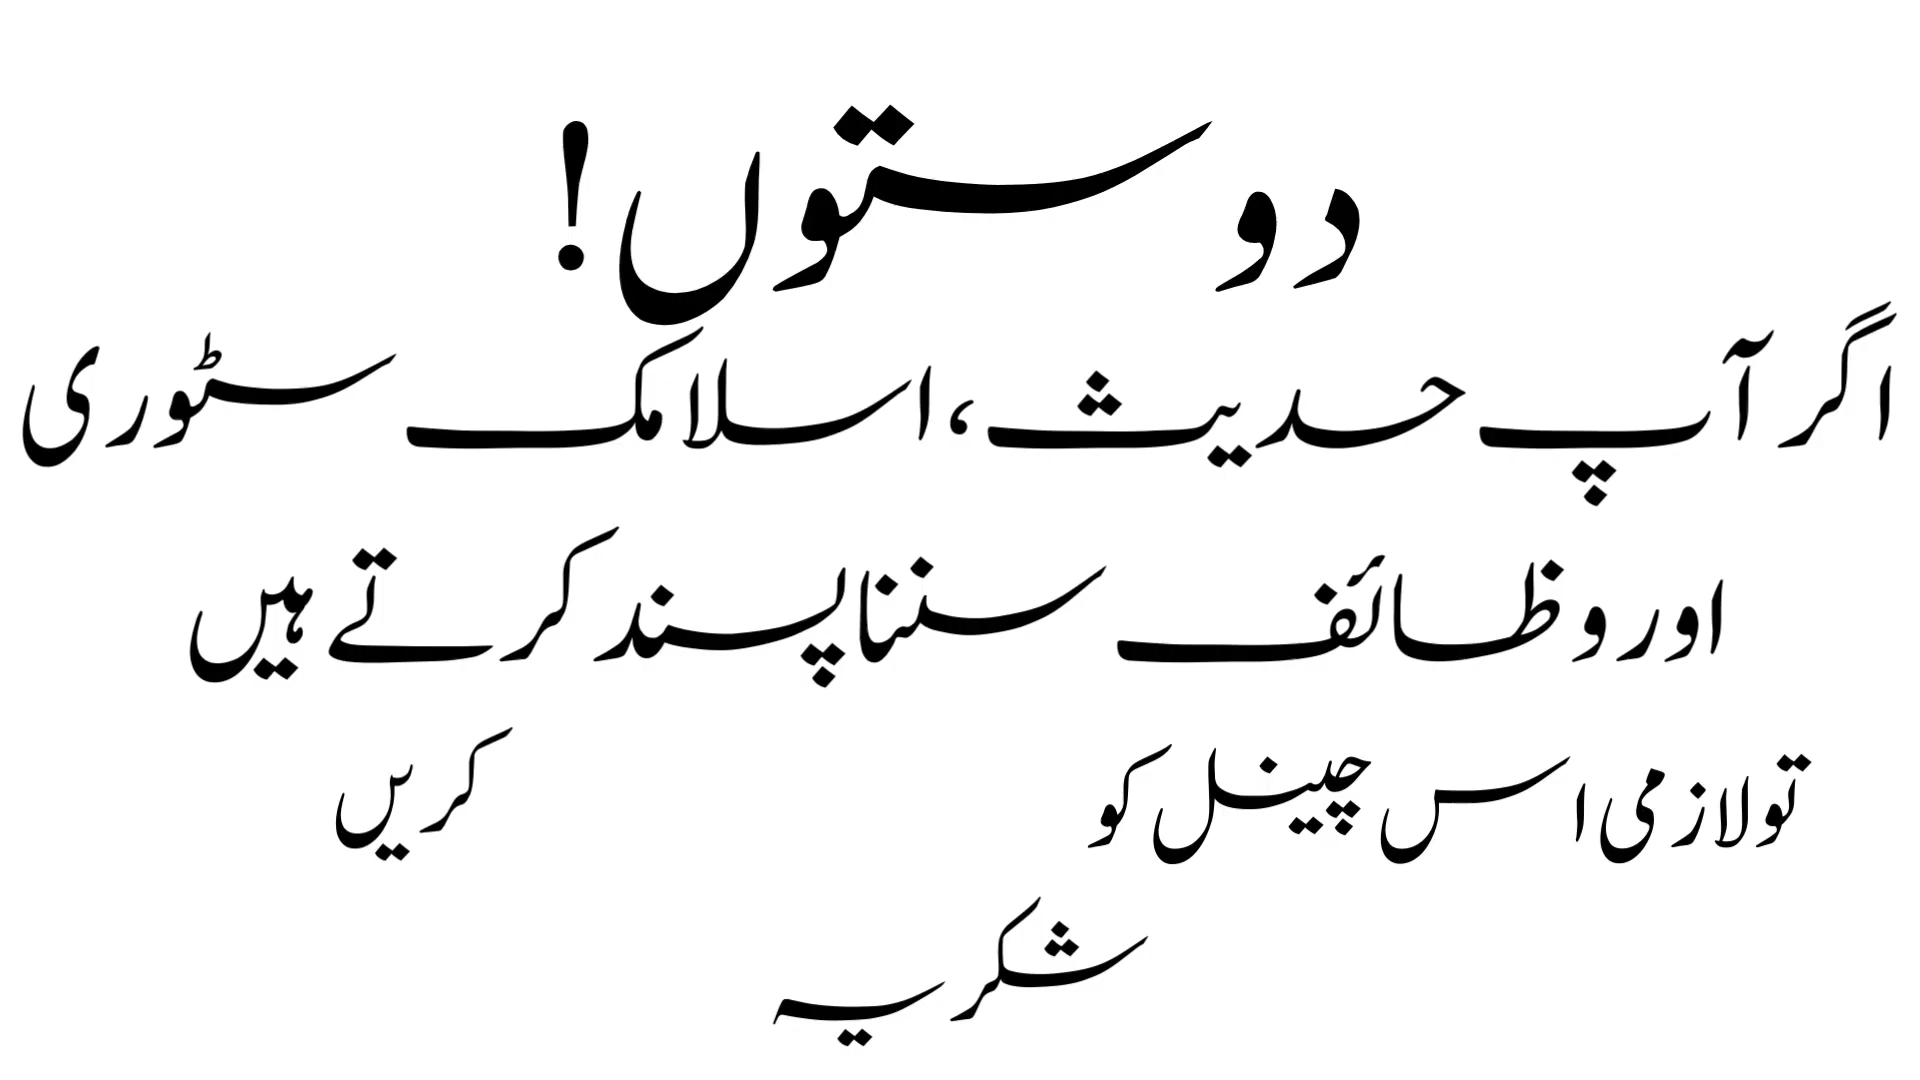 دوستوں!
اگر آپ حدیث، اسلامک سٹوری
اور وظائف سننا پسند کرتے ہیں
تو لازمی اس چینل کو کریں
شکریہ